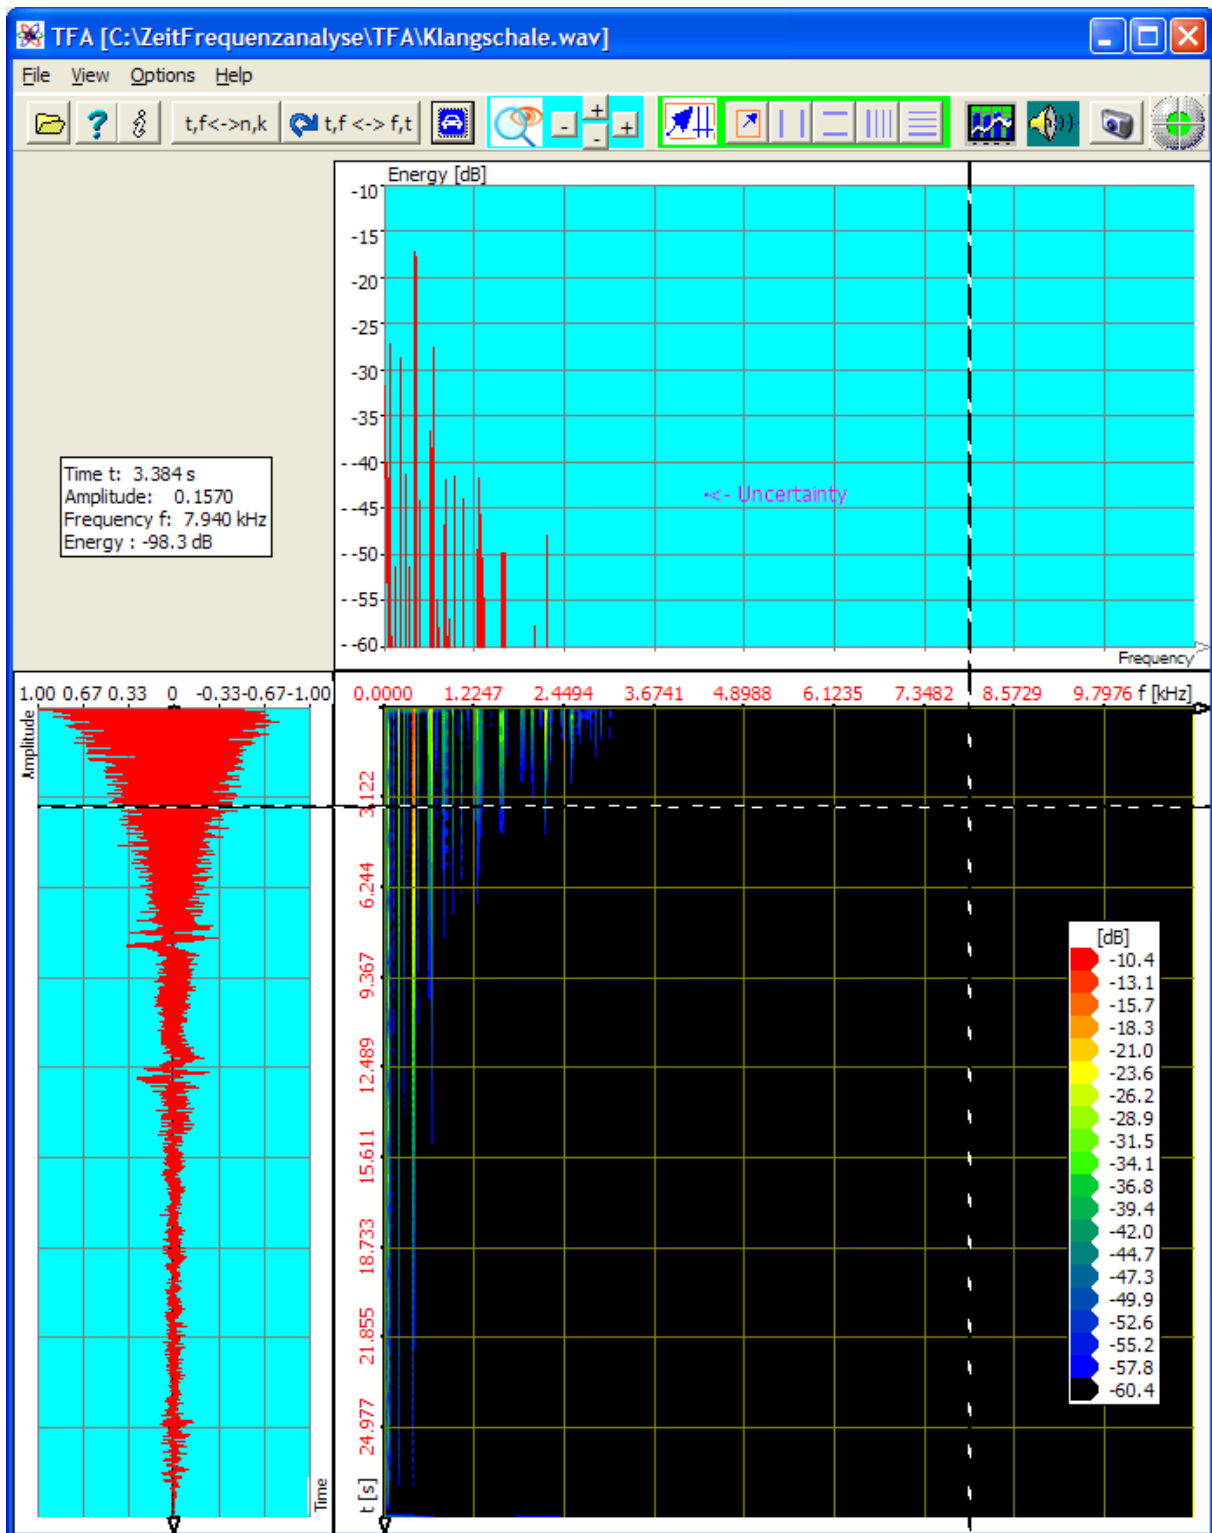 TFA [C:\ZeitFrequenzanalyse\TFA\Klangschale.wav]
File View Options Help
? i t,f<->n,k t,f <-> f,t - + - +
Energy [dB]
-10
-15
-20
-25
-30
-35
--40
--45
--50
--55
--60
<- Uncertainty
Frequency
Time t: 3.384 s
Amplitude: 0.1570
Frequency f: 7.940 kHz
Energy : -98.3 dB
1.00 0.67 0.33 0 -0.33-0.67-1.00
Amplitude
Time
0.0000 1.2247 2.4494 3.6741 4.8988 6.1235 7.3482 8.5729 9.7976 f [kHz]
3.122
6.244
9.367
12.489
15.611
18.733
21.855
24.977
t [s]
[dB]
-10.4
-13.1
-15.7
-18.3
-21.0
-23.6
-26.2
-28.9
-31.5
-34.1
-36.8
-39.4
-42.0
-44.7
-47.3
-49.9
-52.6
-55.2
-57.8
-60.4